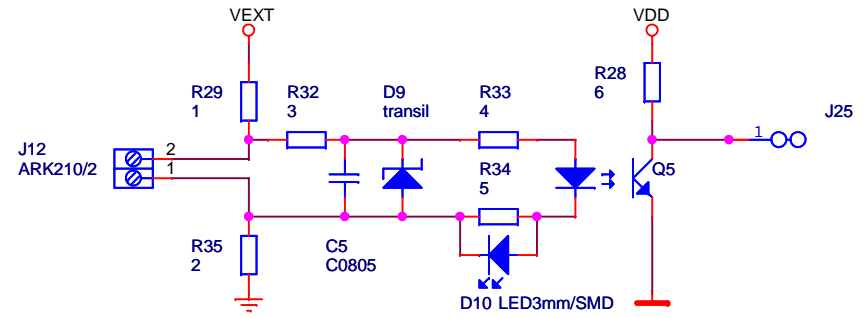 VEXT
VDD
R29
1
R32
3
D9
transil
R33
4
R28
6
J25
1
J12
ARK210/2
2
1
R34
5
Q5
R35
2
C5
C0805
D10 LED3mm/SMD